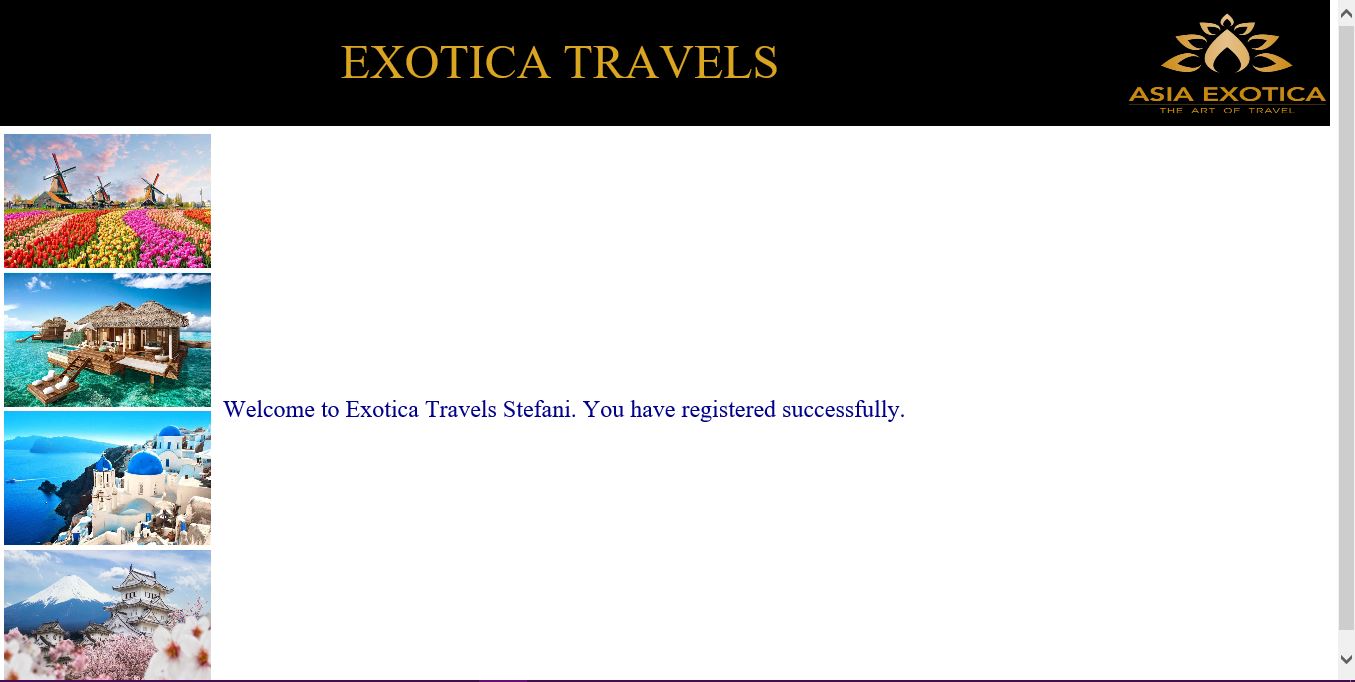 EXOTICA TRAVELS
ASIA EXOTICA
THE ART OF TRAVEL
Welcome to Exotica Travels Stefani. You have registered successfully.